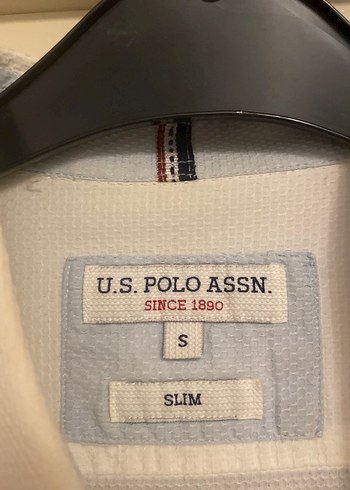 U.S. POLO ASSN.
SINCE 1890
S
SLIM